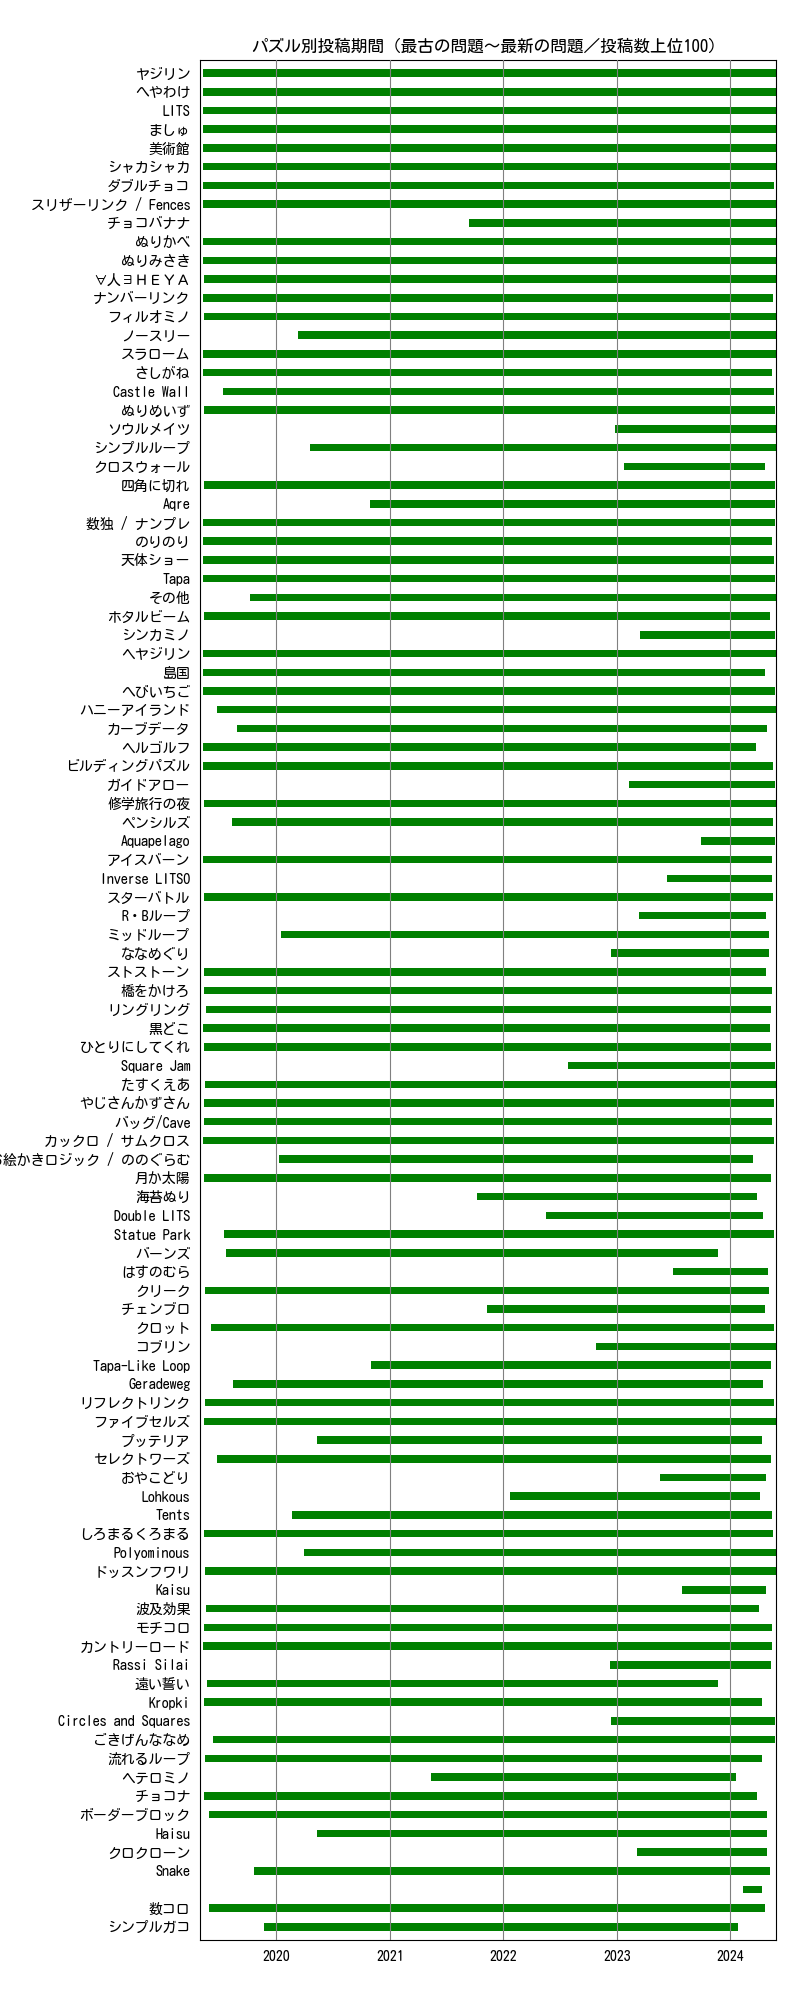 パズル別投稿期間（最古の問題～最新の問題／投稿数上位100）
ヤジリン
へやわけ
LITS
ましゅ
美術館
シャカシャカ
ダブルチョコ
スリザーリンク / Fences
チョコバナナ
ぬりかべ
ぬりみさき
∀人∃ＨＥＹＡ
ナンバーリンク
フィルオミノ
ノースリー
スラローム
さしがね
Castle Wall
ぬりめいず
ソウルメイツ
シンプルループ
クロスウォール
四角に切れ
Aqre
数独 / ナンプレ
のりのり
天体ショー
Tapa
その他
ホタルビーム
シンカミノ
ヘヤジリン
島国
へびいちご
ハニーアイランド
カーブデータ
ヘルゴルフ
ビルディングパズル
ガイドアロー
修学旅行の夜
ペンシルズ
Aquapelago
アイスバーン
Inverse LITSO
スターバトル
R・Bループ
ミッドループ
ななめぐり
ストストーン
橋をかけろ
リングリング
黒どこ
ひとりにしてくれ
Square Jam
たすくえあ
やじさんかずさん
バッグ/Cave
カックロ / サムクロス
絵かきロジック / ののぐらむ
月か太陽
海苔ぬり
Double LITS
Statue Park
バーンズ
はすのむら
クリーク
チェンブロ
クロット
コブリン
Tapa-Like Loop
Geradeweg
リフレクトリンク
ファイブセルズ
プッテリア
セレクトワーズ
おやこどり
Lohkous
Tents
しろまるくろまる
Polyominous
ドッスンフワリ
Kaisu
波及効果
モチコロ
カントリーロード
Rassi Silai
遠い誓い
Kropki
Circles and Squares
ごきげんななめ
流れるループ
ヘテロミノ
チョコナ
ボーダーブロック
Haisu
クロクローン
Snake
数コロ
シンプルガコ
2020 2021 2022 2023 2024